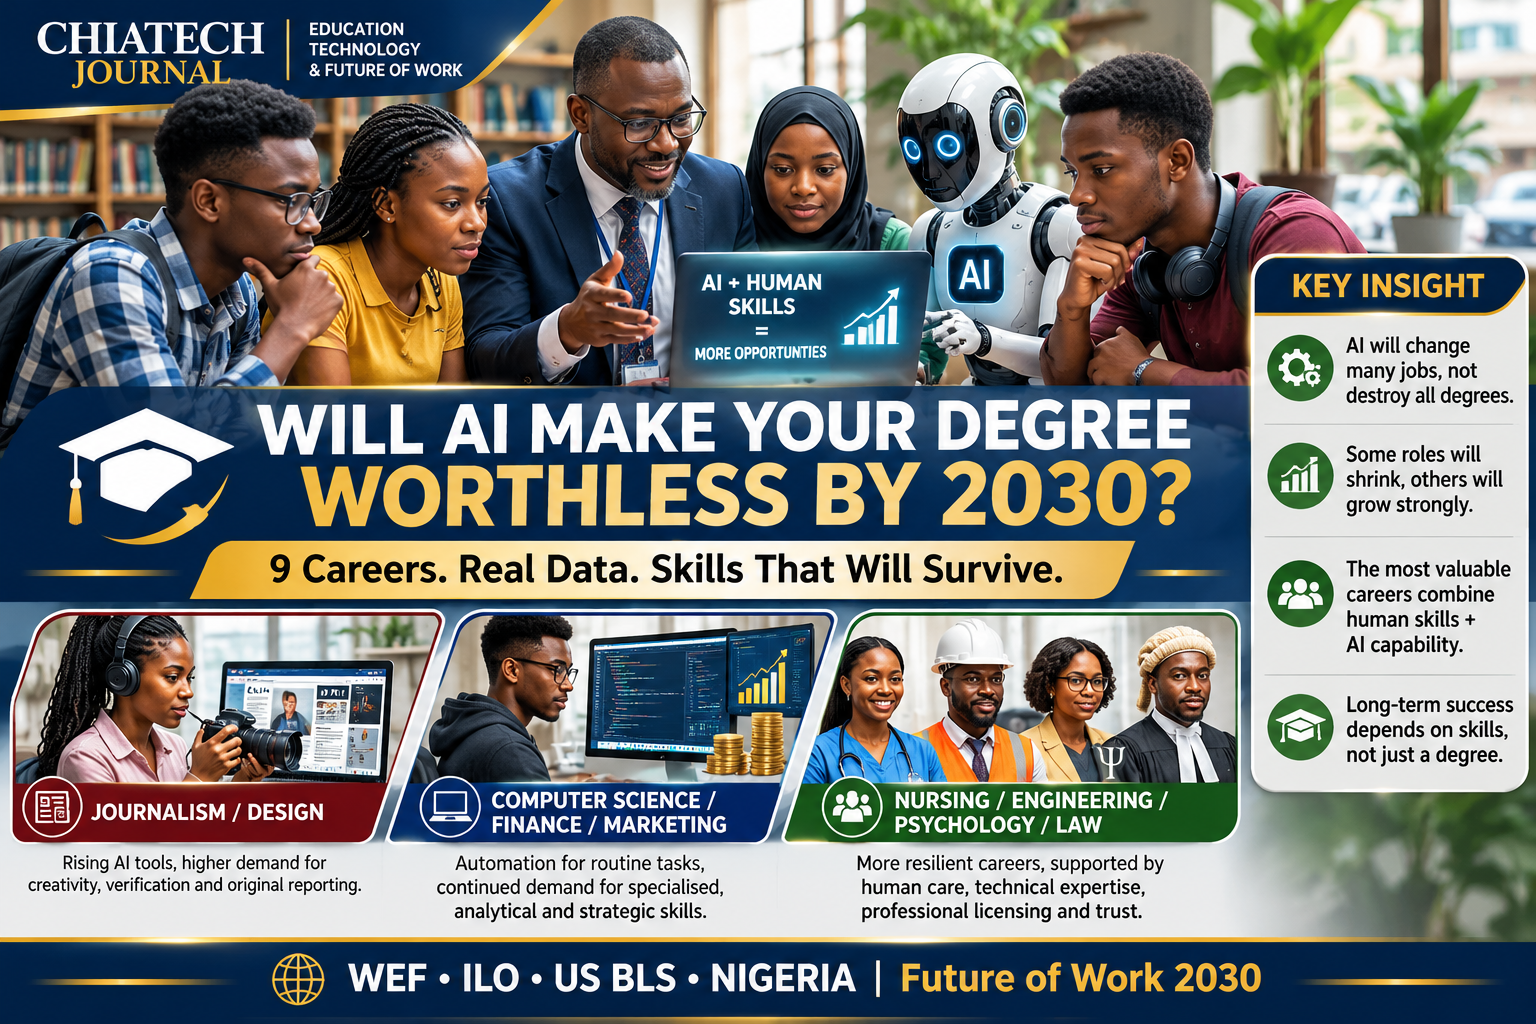 CHIATECH
JOURNAL
EDUCATION
TECHNOLOGY
& FUTURE OF WORK
AI + HUMAN
SKILLS
=
MORE OPPORTUNITIES
AI
WILL AI MAKE YOUR DEGREE
WORTHLESS BY 2030?
9 Careers. Real Data. Skills That Will Survive.
KEY INSIGHT
AI will change
many jobs, not
destroy all degrees.
Some roles will
shrink, others will
grow strongly.
The most valuable
careers combine
human skills +
AI capability.
Long-term success
depends on skills,
not just a degree.
JOURNALISM / DESIGN
Rising AI tools, higher demand for
creativity, verification and original reporting.
COMPUTER SCIENCE /
FINANCE / MARKETING
Automation for routine tasks,
continued demand for specialised,
analytical and strategic skills.
Ψ
NURSING / ENGINEERING /
PSYCHOLOGY / LAW
More resilient careers, supported by
human care, technical expertise,
professional licensing and trust.
WEF • ILO • US BLS • NIGERIA | Future of Work 2030